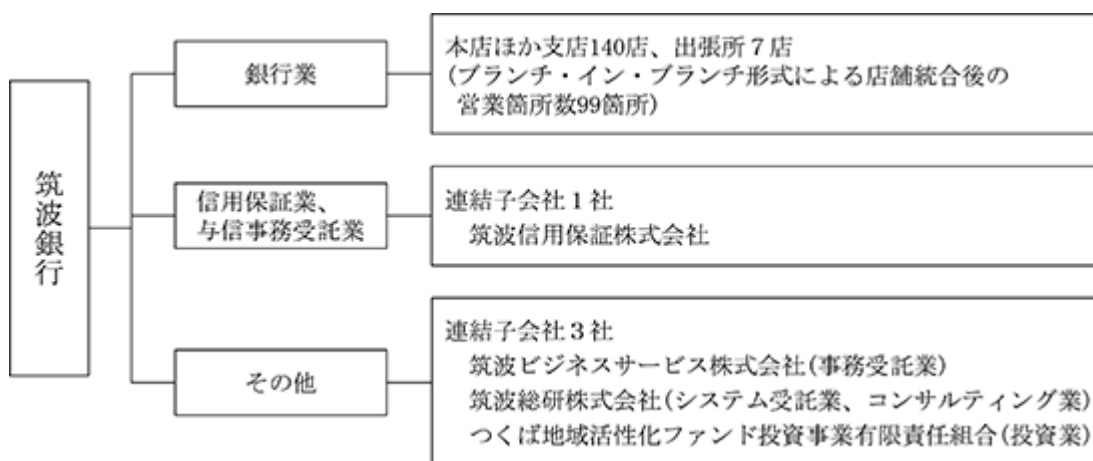 筑波銀行
銀行業
本店ほか支店140店、出張所７店
(ブランチ・イン・ブランチ形式による店舗統合後の
営業箇所数99箇所)
信用保証業、
与信事務受託業
連結子会社１社
筑波信用保証株式会社
その他
連結子会社３社
筑波ビジネスサービス株式会社(事務受託業)
筑波総研株式会社(システム受託業、コンサルティング業)
つくば地域活性化ファンド投資事業有限責任組合(投資業)